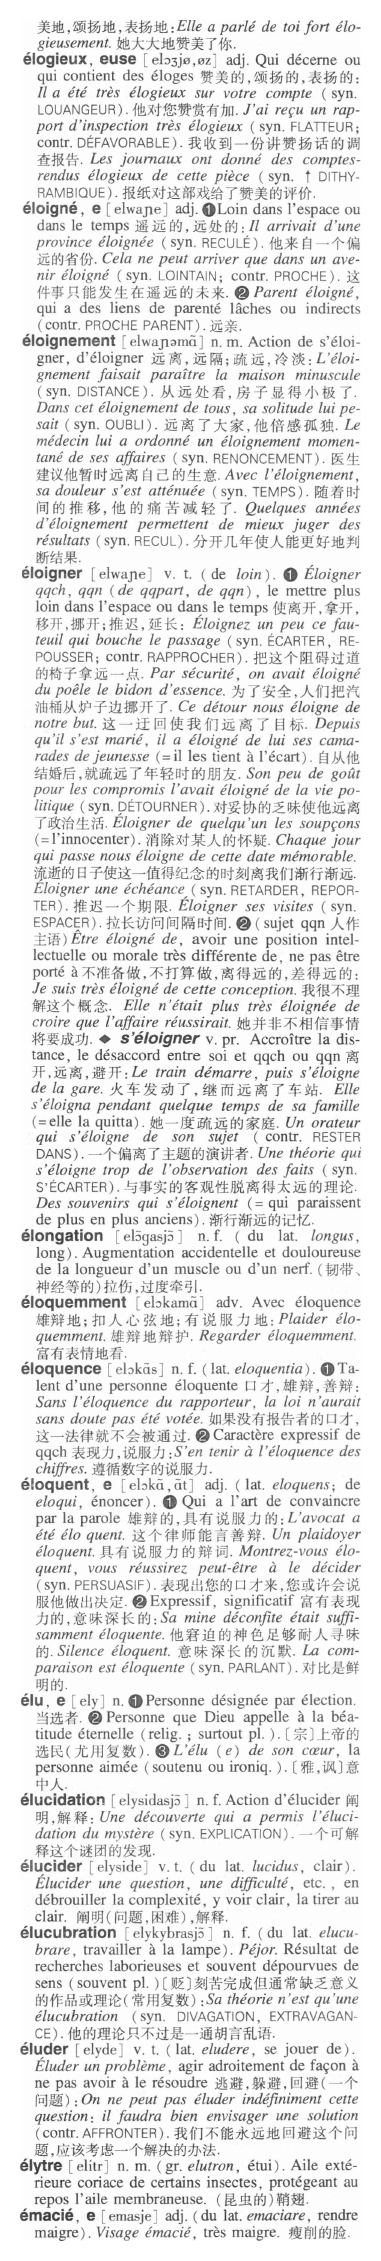 美地,颂扬地,表扬地:Elle a parlé de toi fort élo-
gieusement. 她大大地赞美了你.
élogieux, euse [elɔʒjø,øz] adj. Qui décerne ou
qui contient des éloges 赞美的,颂扬的,表扬的:
Il a été très élogieux sur votre compte (syn.
LOUANGEUR). 他对您赞赏有加. J'ai reçu un rap-
port d'inspection très élogieux ( syn. FLATTEUR;
contr. DÉFAVORABLE). 我收到一份讲赞扬话的调
查报告. Les journaux ont donné des comptes-
rendus élogieux de cette pièce (syn. ↑ DITHY-
RAMBIQUE). 报纸对这部戏给了赞美的评价.
éloigné, e [elwaɲe] adj. ❶Loin dans l'espace ou
dans le temps 遥远的,远处的: Il arrivait d'une
province éloignée (syn. RECULÉ). 他来自一个偏
远的省份. Cela ne peut arriver que dans un ave-
nir éloigné (syn. LOINTAIN; contr. PROCHE). 这
件事只能发生在遥远的未来. ❷ Parent éloigné,
qui a des liens de parenté lâches ou indirects
(contr. PROCHE PARENT). 远亲.
éloignement [elwaɲəmɑ̃] n. m. Action de s'éloi-
gner, d'éloigner 远离,远隔;疏远,冷淡: L'éloi-
gnement faisait paraître la maison minuscule
(syn. DISTANCE). 从远处看,房子显得小极了.
Dans cet éloignement de tous, sa solitude lui pe-
sait (syn. OUBLI). 远离了大家,他倍感孤独. Le
médecin lui a ordonné un éloignement momen-
tané de ses affaires (syn. RENONCEMENT). 医生
建议他暂时远离自己的生意. Avec l'éloignement,
sa douleur s'est atténuée (syn. TEMPS). 随着时
间的推移,他的痛苦减轻了. Quelques années
d'éloignement permettent de mieux juger des
résultats (syn. RECUL). 分开几年使人能更好地判
断结果.
éloigner [elwaɲe] v. t. (de loin). ❶ Éloigner
qqch, qqn (de qqpart, de qqn), le mettre plus
loin dans l'espace ou dans le temps 使离开,拿开,
移开,挪开;推迟,延长: Éloignez un peu ce fau-
teuil qui bouche le passage (syn. ÉCARTER, RE-
POUSSER; contr. RAPPROCHER). 把这个阻碍过道
的椅子拿远一点. Par sécurité, on avait éloigné
du poêle le bidon d'essence. 为了安全,人们把汽
油桶从炉子边挪开了. Ce détour nous éloigne de
notre but. 这一迂回使我们远离了目标. Depuis
qu'il s'est marié, il a éloigné de lui ses cama-
rades de jeunesse (=il les tient à l'écart). 自从他
结婚后,就疏远了年轻时的朋友. Son peu de goût
pour les compromis l'avait éloigné de la vie po-
litique (syn. DÉTOURNER). 对妥协的乏味使他远离
了政治生活. Éloigner de quelqu'un les soupçons
(=l'innocenter). 消除对某人的怀疑. Chaque jour
qui passe nous éloigne de cette date mémorable.
流逝的日子使这一值得纪念的时刻离我们渐行渐远.
Éloigner une échéance (syn. RETARDER, REPOR-
TER). 推迟一个期限. Éloigner ses visites (syn.
ESPACER). 拉长访问间隔时间. ❷ (sujet qqn 人作
主语) Être éloigné de, avoir une position intel-
lectuelle ou morale très différente de, ne pas être
porté à 不准备做,不打算做,离得远的,差得远的:
Je suis très éloigné de cette conception. 我很不理
解这个概念. Elle n'était plus très éloignée de
croire que l'affaire réussirait. 她并非不相信事情
将要成功. ◆ s'éloigner v. pr. Accroître la dis-
tance, le désaccord entre soi et qqch ou qqn 离
开,远离,避开: Le train démarre, puis s'éloigne
de la gare. 火车发动了,继而远离了车站. Elle
s'éloigna pendant quelque temps de sa famille
(=elle la quitta). 她一度疏远的家庭. Un orateur
qui s'éloigne de son sujet ( contr. RESTER
DANS). 一个偏离了主题的演讲者. Une théorie qui
s'éloigne trop de l'observation des faits (syn.
S'ÉCARTER). 与事实的客观性脱离得太远的理论.
Des souvenirs qui s'éloignent (= qui paraissent
de plus en plus anciens). 渐行渐远的记忆.
élongation [elɔ̃gasjɔ̃] n. f. ( du lat. longus,
long). Augmentation accidentelle et douloureuse
de la longueur d'un muscle ou d'un nerf. (韧带、
神经等的)拉伤,过度牵引.
éloquemment [elɔkamɑ̃] adv. Avec éloquence
雄辩地;扣人心弦地;有说服力地: Plaider élo-
quemment. 雄辩地辩护. Regarder éloquemment.
富有表情地看.
éloquence [elɔkɑ̃s] n. f. (lat. eloquentia). ❶Ta-
lent d'une personne éloquente 口才,雄辩,善辩:
Sans l'éloquence du rapporteur, la loi n'aurait
sans doute pas été votée. 如果没有报告者的口才,
这一法律就不会被通过. ❷ Caractère expressif de
qqch 表现力,说服力:S'en tenir à l'éloquence des
chiffres. 遵循数字的说服力.
éloquent, e [elɔkɑ̃,ɑ̃t] adj. (lat. eloquens; de
eloqui, énoncer). ❶ Qui a l'art de convaincre
par la parole 雄辩的,具有说服力的: L'avocat a
été élo quent. 这个律师能言善辩. Un plaidoyer
éloquent. 具有说服力的辩词. Montrez-vous élo-
quent, vous réussirez peut-être à le décider
(syn. PERSUASIF). 表现出您的口才来,您或许会说
服他做出决定. ❷ Expressif, significatif 富有表现
力的,意味深长的: Sa mine déconfite était suffi-
samment éloquente. 他窘迫的神色足够耐人寻味
的. Silence éloquent. 意味深长的沉默. La com-
paraison est éloquente (syn. PARLANT). 对比是鲜
明的.
élu, e [ely] n. ❶ Personne désignée par élection.
当选者. ❷ Personne que Dieu appelle à la béa-
titude éternelle (relig. ; surtout pl. ). 〔宗〕上帝的
选民(尤用复数). ❸ L'élu (e) de son cœur, la
personne aimée (soutenu ou ironiq. ). 〔雅,讽〕意
中人.
élucidation [elysidasjɔ̃] n. f. Action d'élucider 阐
明,解释: Une découverte qui a permis l'éluci-
dation du mystère (syn. EXPLICATION). 一个可解
释这个谜团的发现.
élucider [elyside] v. t. ( du lat. lucidus, clair).
Élucider une question, une difficulté, etc. , en
débrouiller la complexité, y voir clair, la tirer au
clair. 阐明(问题,困难),解释.
élucubration [elykybrasjɔ̃] n. f. (du lat. elucu-
brare, travailler à la lampe). Péjor. Résultat de
recherches laborieuses et souvent dépourvues de
sens (souvent pl. )〔贬〕刻苦完成但通常缺乏意义
的作品或理论(常用复数):Sa théorie n'est qu'une
élucubration (syn. DIVAGATION, EXTRAVAGAN-
CE). 他的理论只不过是一通胡言乱语.
éluder [elyde] v. t. (lat. eludere, se jouer de).
Éluder un problème, agir adroitement de façon à
ne pas avoir à le résoudre 逃避,躲避,回避(一个
问题):On ne peut pas éluder indéfiniment cette
question: il faudra bien envisager une solution
(contr. AFFRONTER). 我们不能永远地回避这个问
题,应该考虑一个解决的办法.
élytre [elitr] n. m. (gr. elutron, étui). Aile exté-
rieure coriace de certains insectes, protégeant au
repos l'aile membraneuse. (昆虫的)鞘翅.
émacié, e [emasje] adj. (du lat. emaciare, rendre
maigre). Visage émacié, très maigre. 瘦削的脸.